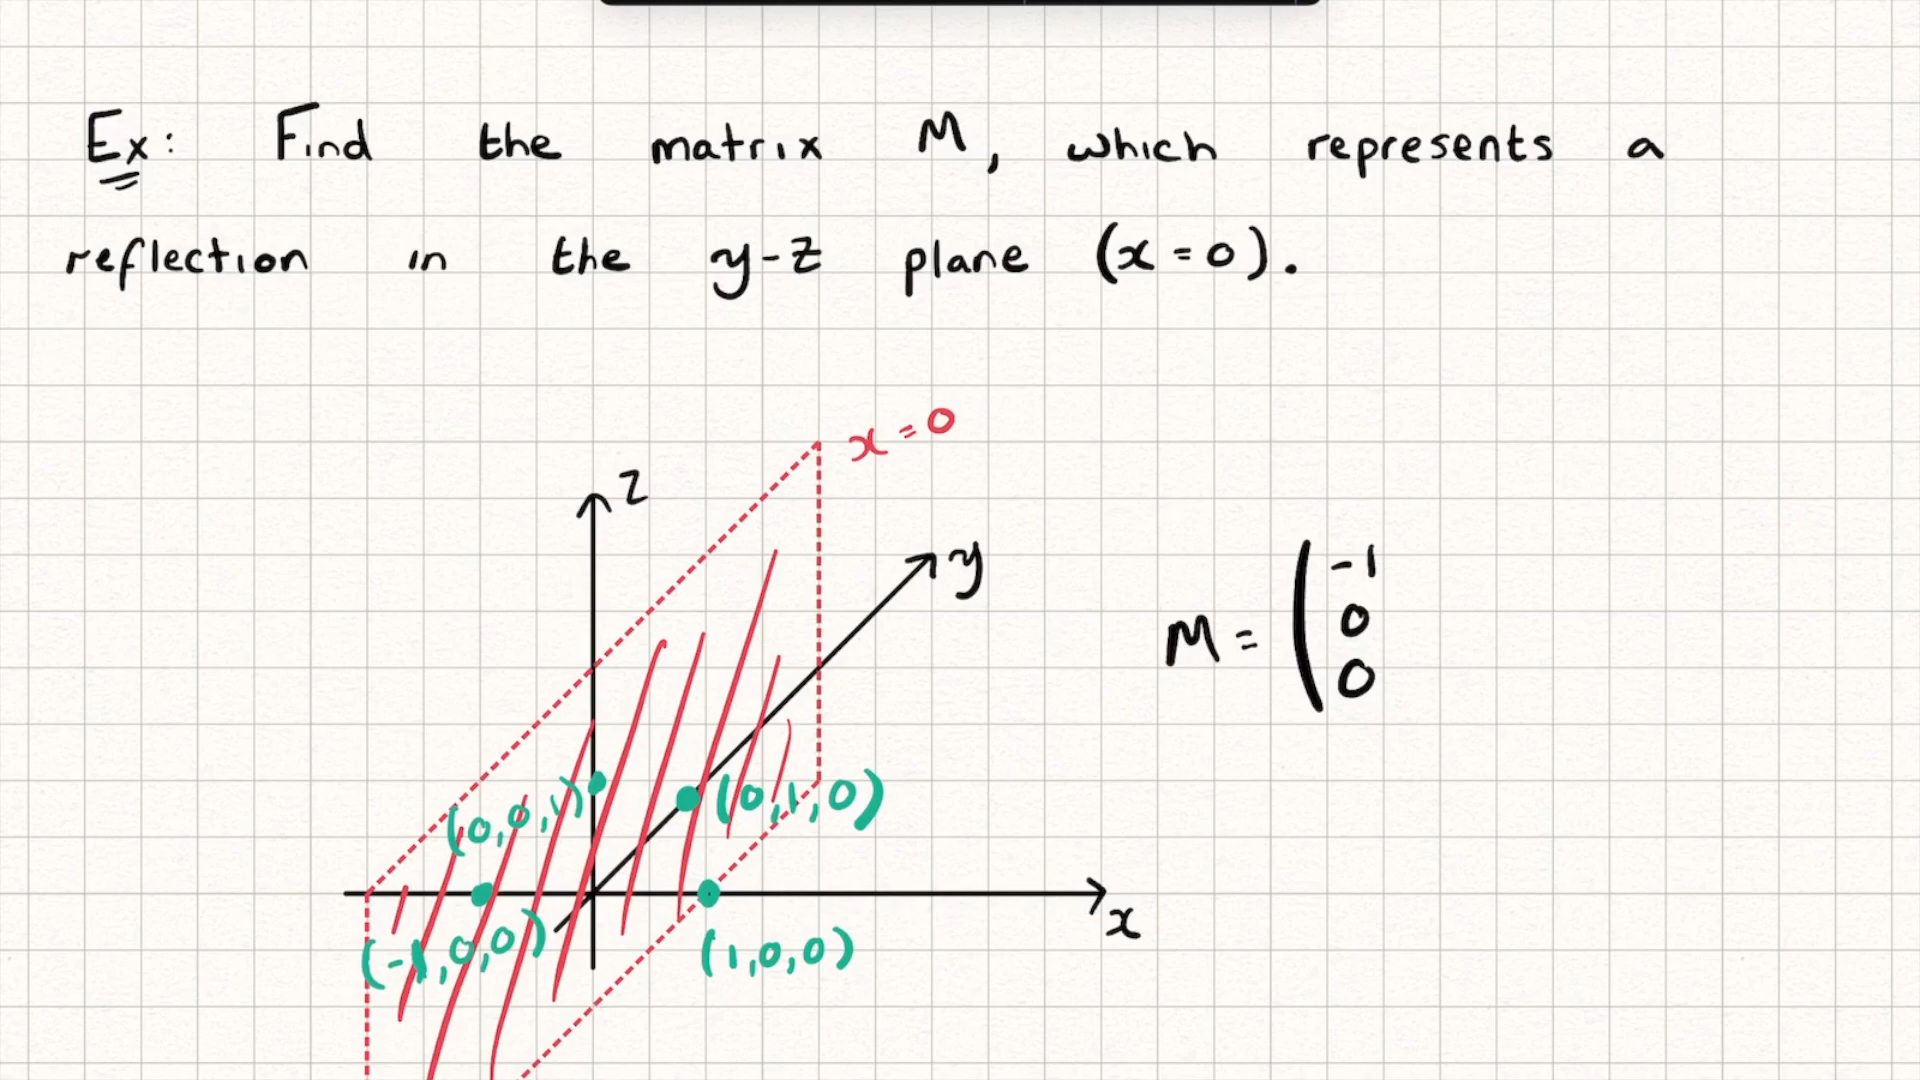 Ex: Find the matrix M, which represents a
reflection in the y-z plane (x=0).
x=0
z
y
M = ( -1
0
0
(0,0,1)
(0,1,0)
(-1,0,0)
(1,0,0)
x